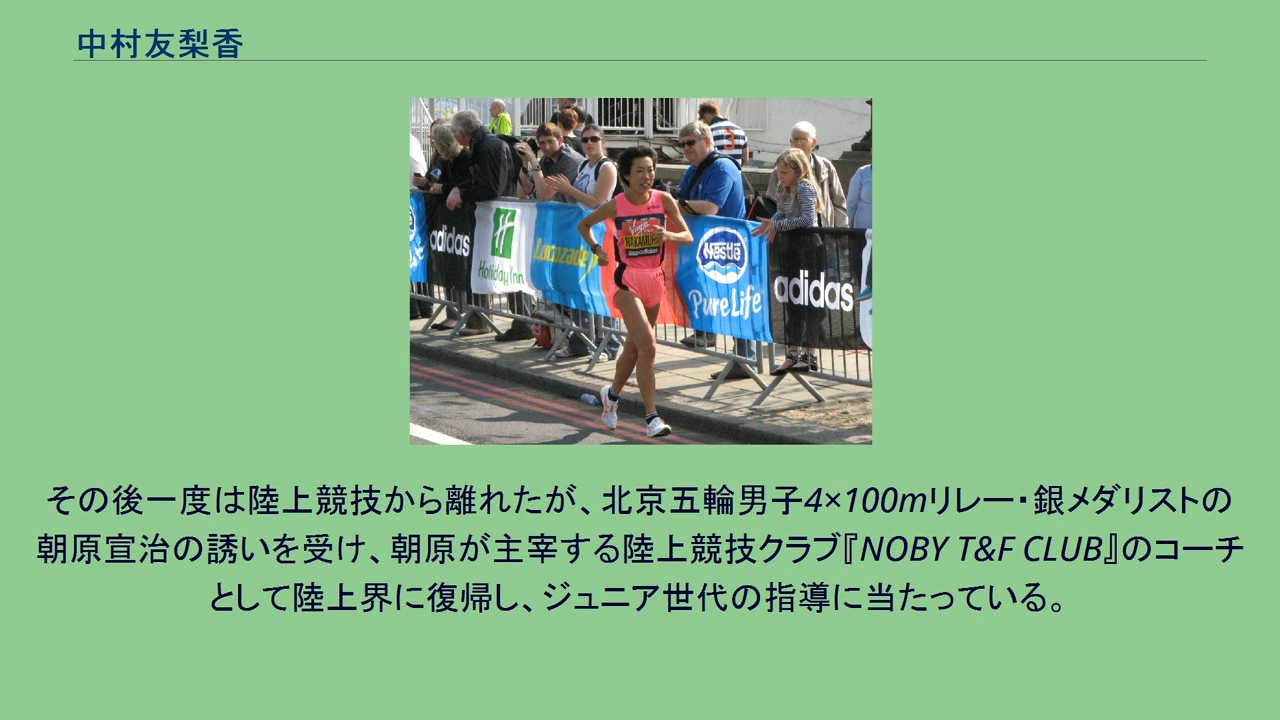 中村友梨香
3
adidas
Holiday Inn
Lucozade
Virgin
NAKAMURA
adidas
Nestlé
Pure Life
adidas
その後一度は陸上競技から離れたが、北京五輪男子4×100mリレー・銀メダリストの
朝原宣治の誘いを受け、朝原が主宰する陸上競技クラブ『NOBY T&F CLUB』のコーチ
として陸上界に復帰し、ジュニア世代の指導に当たっている。